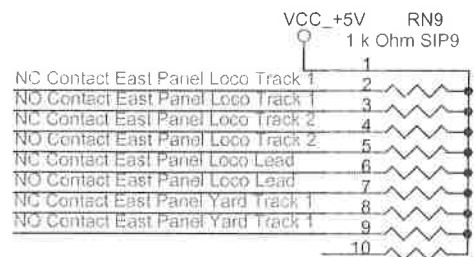 VCC_+5V RN9
1 k Ohm SIP9
1
NC Contact East Panel Loco Track 1 2
NO Contact East Panel Loco Track 1 3
NC Contact East Panel Loco Track 2 4
NO Contact East Panel Loco Track 2 5
NC Contact East Panel Loco Lead 6
NO Contact East Panel Loco Lead 7
NC Contact East Panel Yard Track 1 8
NO Contact East Panel Yard Track 1 9
10